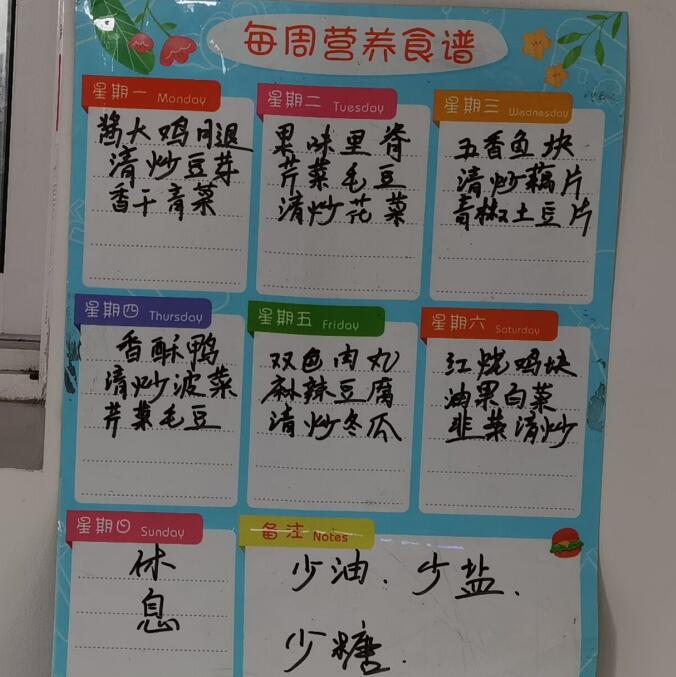 每周营养食谱
星期一 Monday
酱大鸡腿
清炒豆芽
香干青菜
星期二 Tuesday
果味里脊
芹菜毛豆
清炒花菜
星期三 Wednesday
五香鱼块
清炒藕片
青椒土豆片
星期四 Thursday
香酥鸭
清炒波菜
芹菜毛豆
星期五 Friday
双色肉丸
麻辣豆腐
清炒冬瓜
星期六 Saturday
红烧鸡块
油果白菜
韭菜清炒
星期日 Sunday
休
息
备注 Notes
少油、少盐、
少糖.